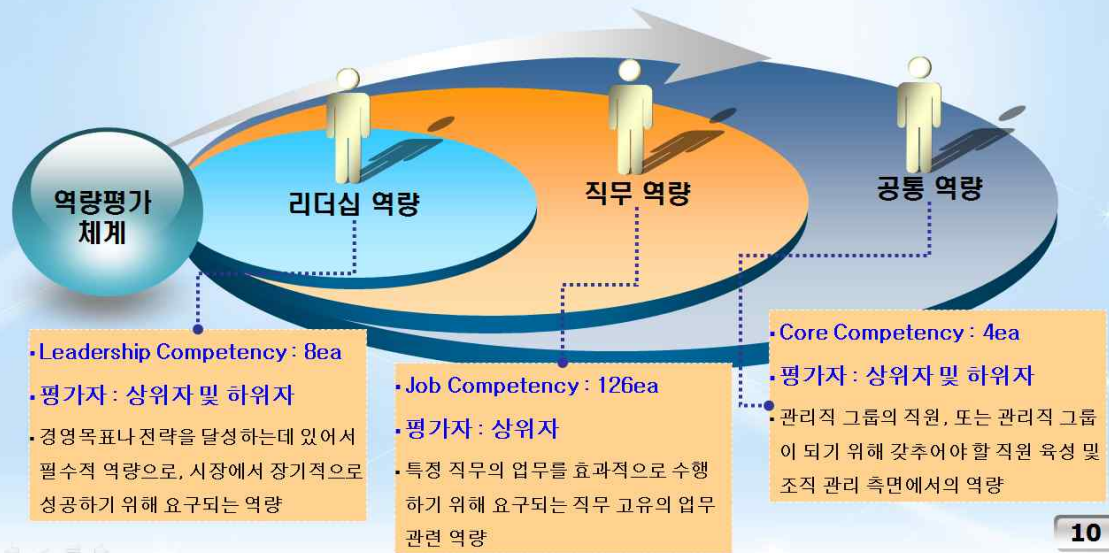 역량평가
체계
리더십 역량
직무 역량
공통 역량
▪Leadership Competency : 8ea
▪평가자 : 상위자 및 하위자
▪경영목표나 전략을 달성하는데 있어서
필수적 역량으로, 시장에서 장기적으로
성공하기 위해 요구되는 역량
▪Job Competency : 126ea
▪평가자 : 상위자
▪특정 직무의 업무를 효과적으로 수행
하기 위해 요구되는 직무 고유의 업무
관련 역량
▪Core Competency : 4ea
▪평가자 : 상위자 및 하위자
▪관리직 그룹의 직원, 또는 관리직 그룹
이 되기 위해 갖추어야 할 직원 육성 및
조직 관리 측면에서의 역량
10